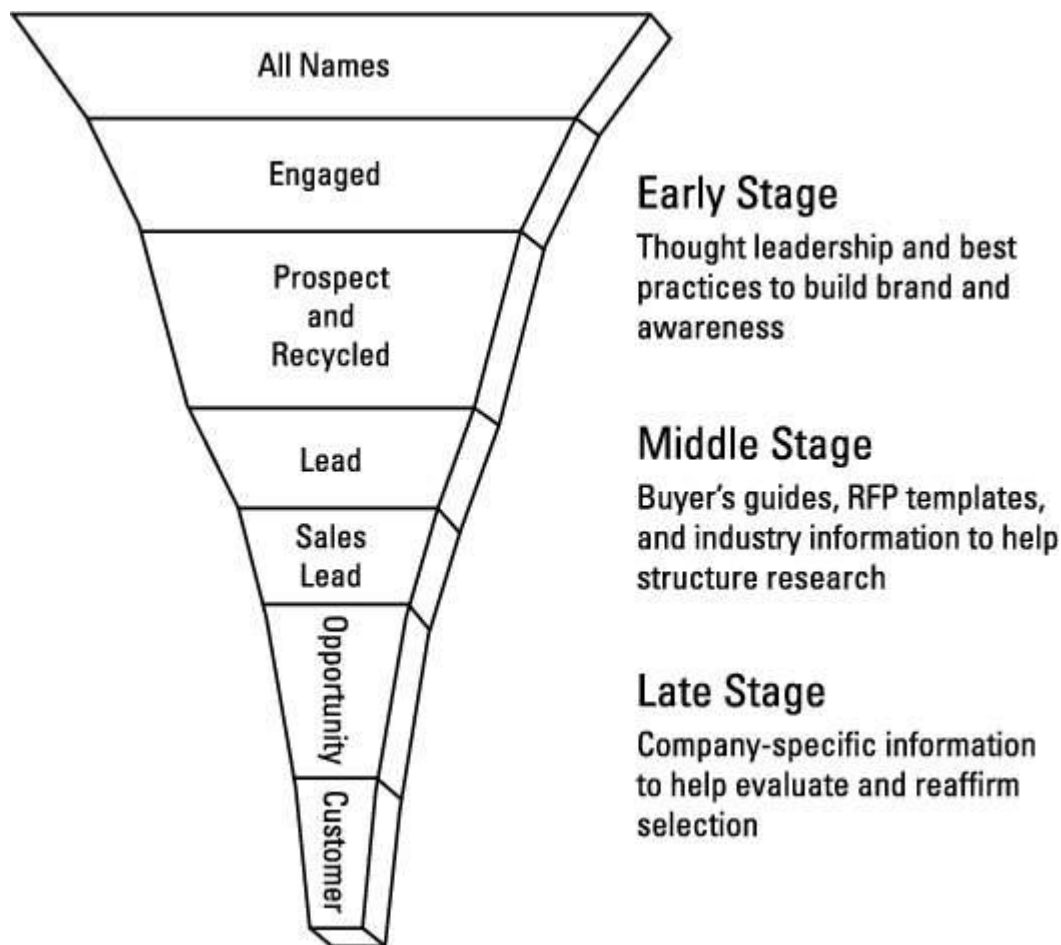 All Names
Engaged
Prospect
and
Recycled
Lead
Sales
Lead
Opportunity
Customer
Early Stage
Thought leadership and best
practices to build brand and
awareness
Middle Stage
Buyer's guides, RFP templates,
and industry information to help
structure research
Late Stage
Company-specific information
to help evaluate and reaffirm
selection